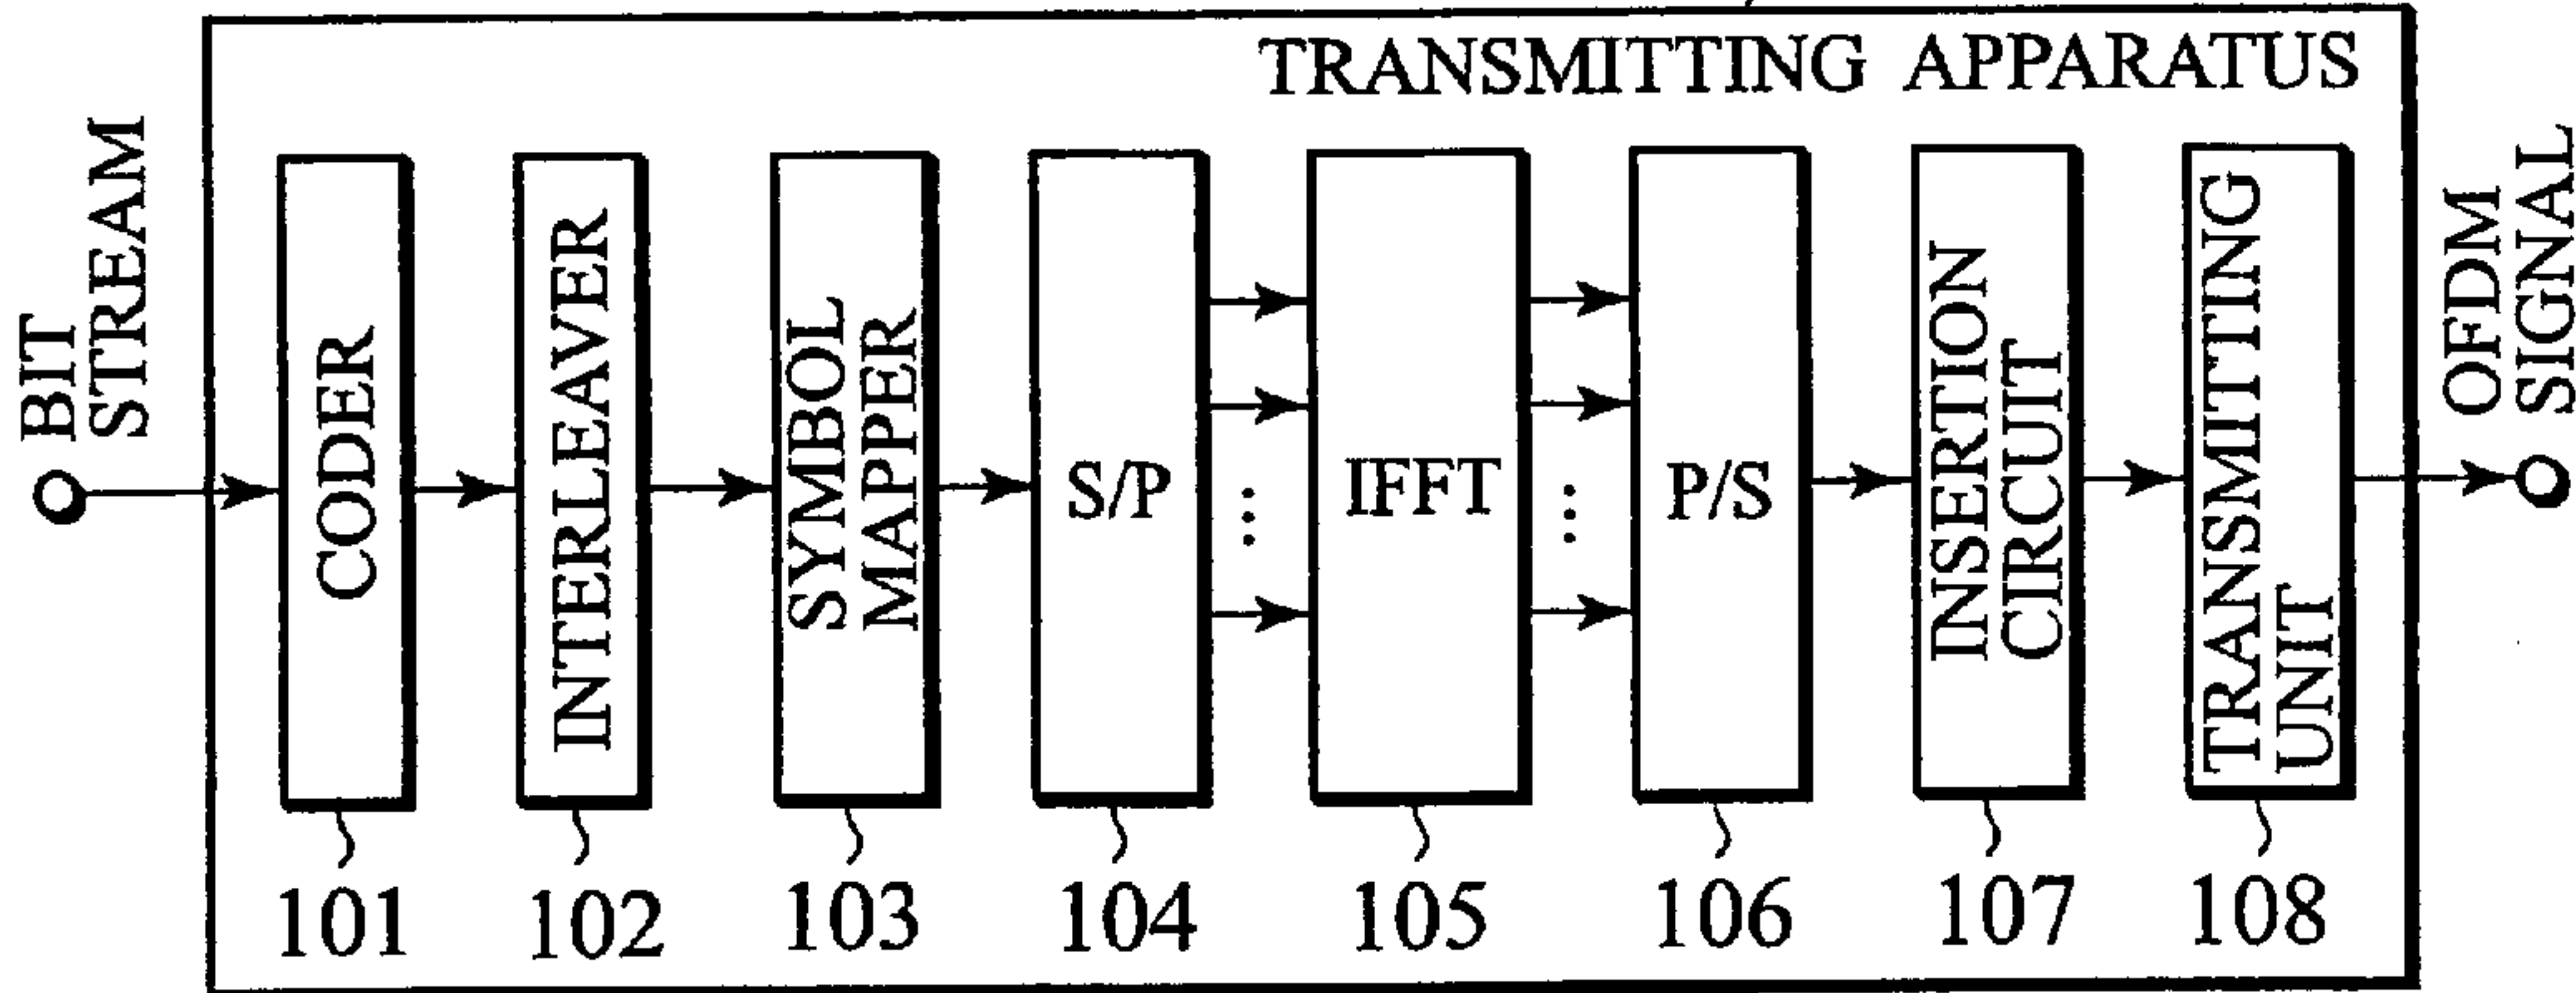 TRANSMITTING APPARATUS
BIT
STREAM
CODER
INTERLEAVER
SYMBOL
MAPPER
S/P
IFFT
P/S
INSERTION
CIRCUIT
TRANSMITTING
UNIT
OFDM
SIGNAL
...
...
101
102
103
104
105
106
107
108